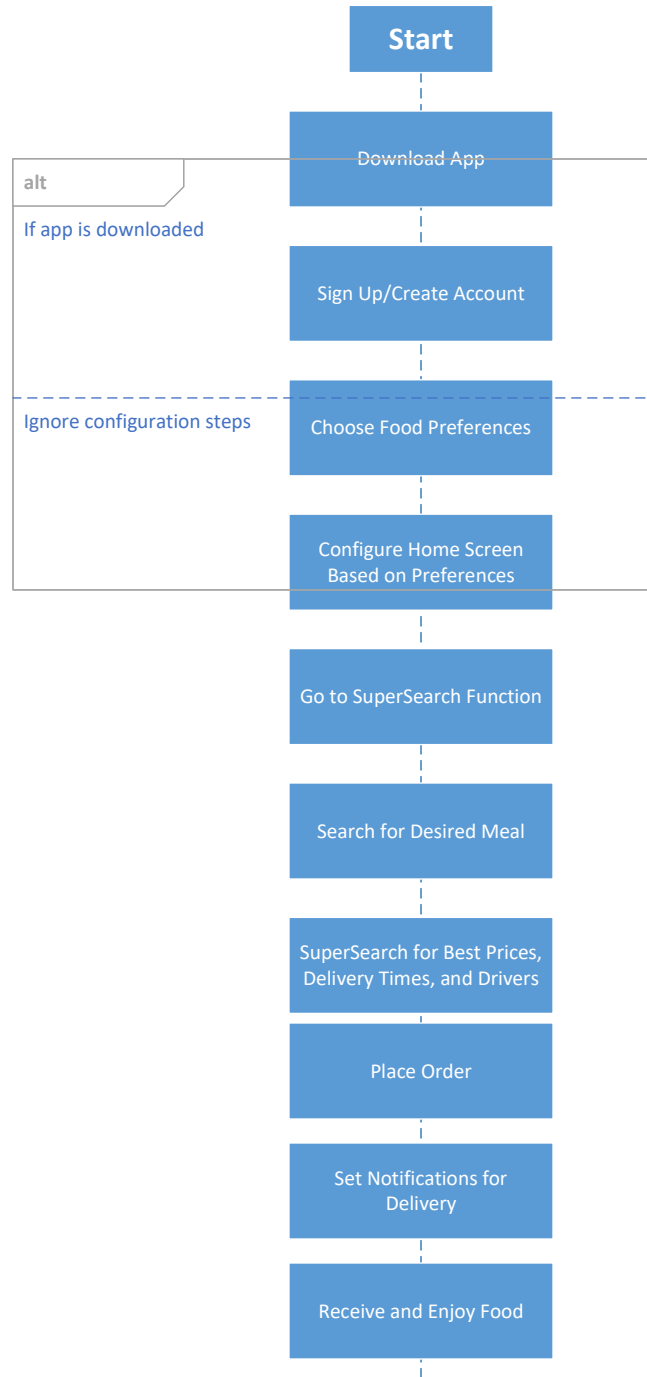 Start
Download App
alt
If app is downloaded
Sign Up/Create Account
Ignore configuration steps
Choose Food Preferences
Configure Home Screen
Based on Preferences
Go to SuperSearch Function
Search for Desired Meal
SuperSearch for Best Prices,
Delivery Times, and Drivers
Place Order
Set Notifications for
Delivery
Receive and Enjoy Food